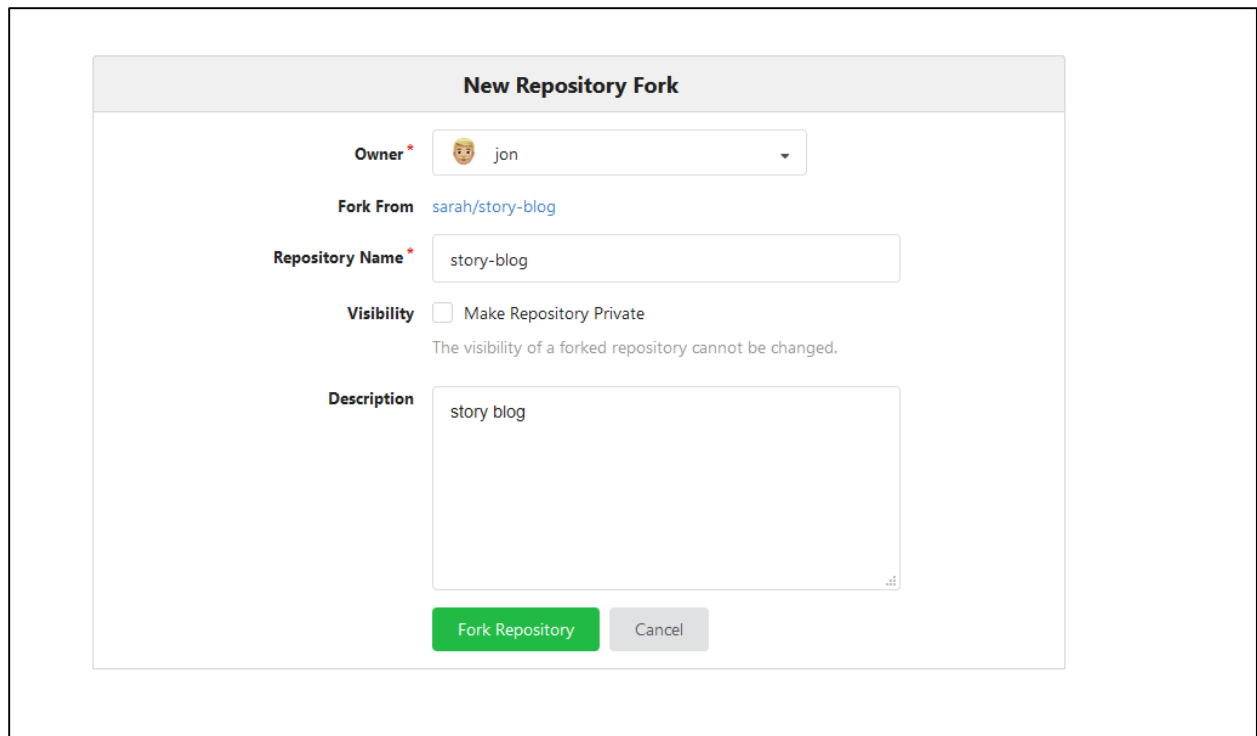 New Repository Fork
Owner*
jon
Fork From
sarah/story-blog
Repository Name*
story-blog
Visibility
Make Repository Private
The visibility of a forked repository cannot be changed.
Description
story blog
Fork Repository
Cancel